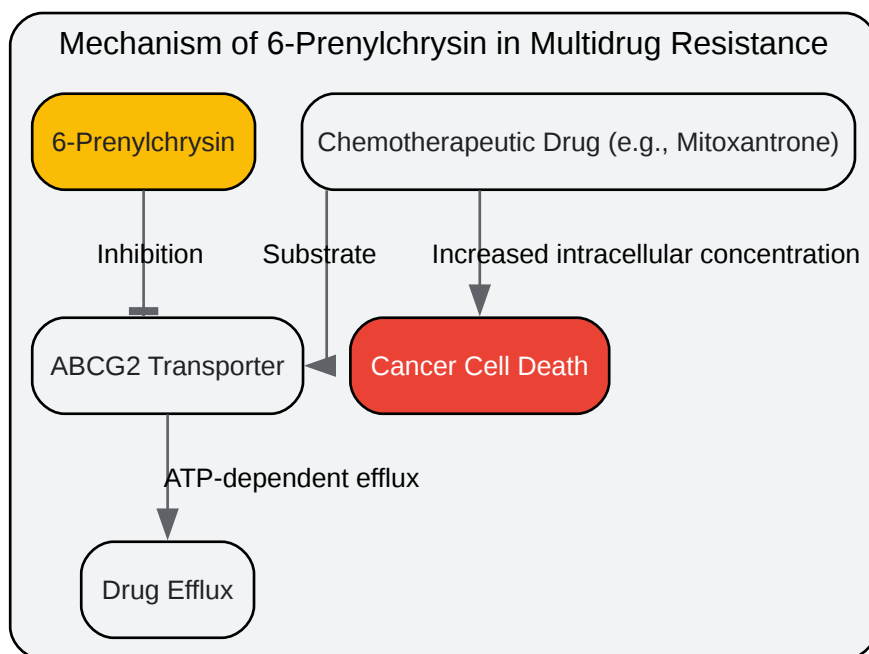 Mechanism of 6-Prenylchrysin in Multidrug Resistance
6-Prenylchrysin
Chemotherapeutic Drug (e.g., Mitoxantrone)
Inhibition
Substrate
Increased intracellular concentration
ABCG2 Transporter
Cancer Cell Death
ATP-dependent efflux
Drug Efflux